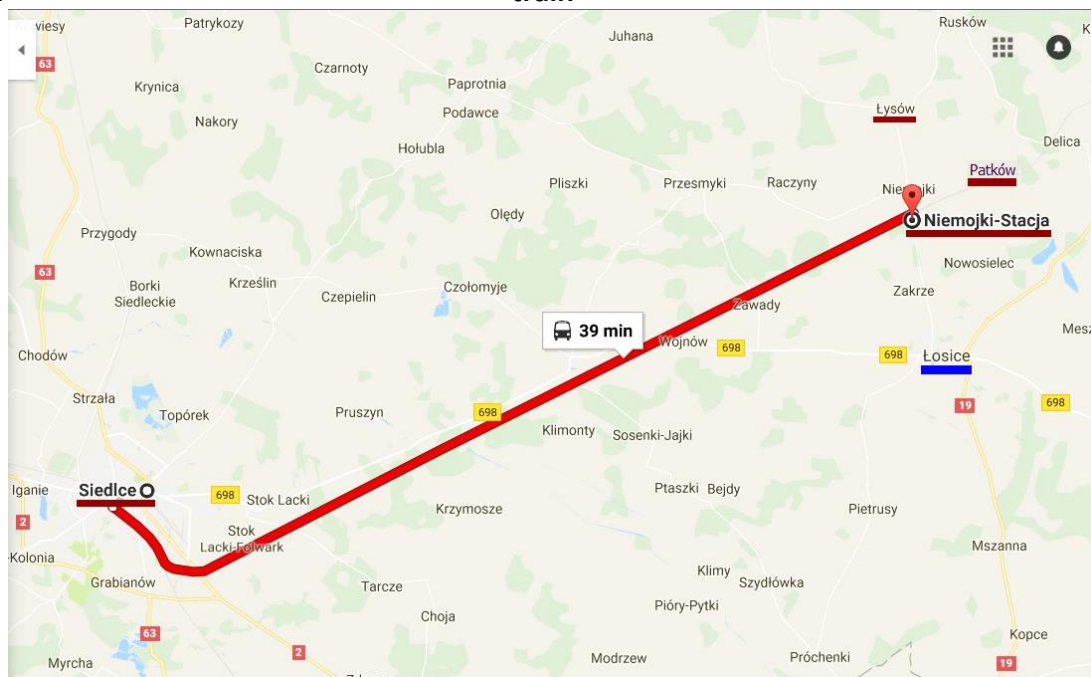 Patrykozy
Juhana
Rusków
63
Czarnoty
Krynica
Paprotnia
Podawce
Łysów
Nakory
Delica
Hołubla
Patków
Pliszki
Przesmyki
Raczyny
Olędy
Niemojki-Stacja
Przygody
Kownaciska
Nowosielec
63
Borki
Siedleckie
Krześlin
Czołomyje
Czepielin
Zakrze
Zawady
39 min
Wojnów
698
698
Łosice
Chodów
Strzała
Topórek
Pruszyn
698
19
698
Klimonty
Sosenki-Jajki
Iganie
Siedlce
698
Stok Lacki
Ptaszki
Bejdy
Krzymosze
Pietrusy
2
Stok
Lacki-Folwark
Mszanna
-Kolonia
Grabianów
Tarcze
Klimy
Szydłówka
Pióry-Pytki
Choja
63
2
Kopce
Myrcha
Modrzew
Próchenki
19